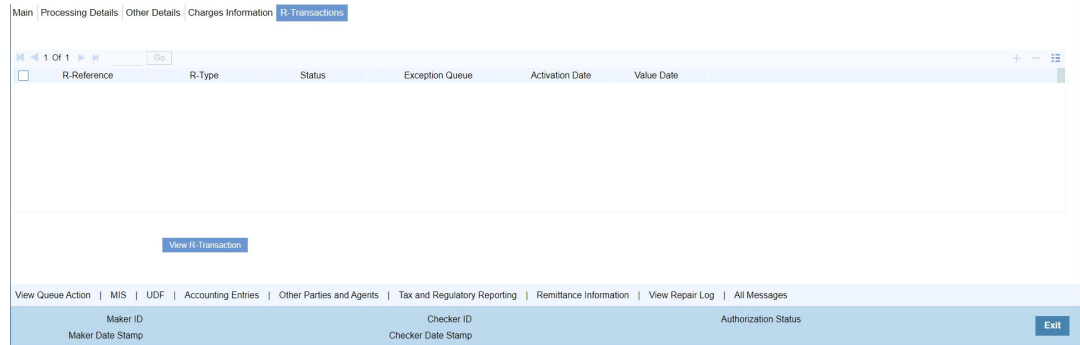 Main Processing Details Other Details Charges Information R-Transactions
1 Of 1 Go
R-Reference R-Type Status Exception Queue Activation Date Value Date
View R-Transaction
View Queue Action | MIS | UDF | Accounting Entries | Other Parties and Agents | Tax and Regulatory Reporting | Remittance Information | View Repair Log | All Messages
Maker ID Checker ID Authorization Status
Exit
Maker Date Stamp Checker Date Stamp